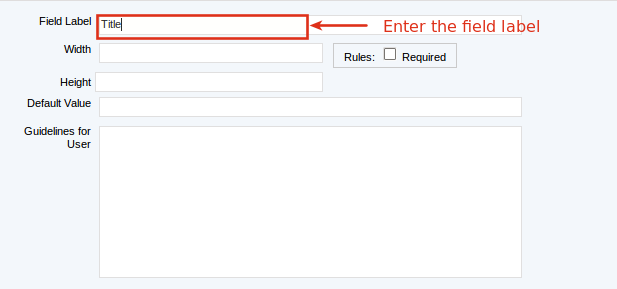 Field Label Title Enter the field label
Width Rules: Required
Height
Default Value
Guidelines for
User